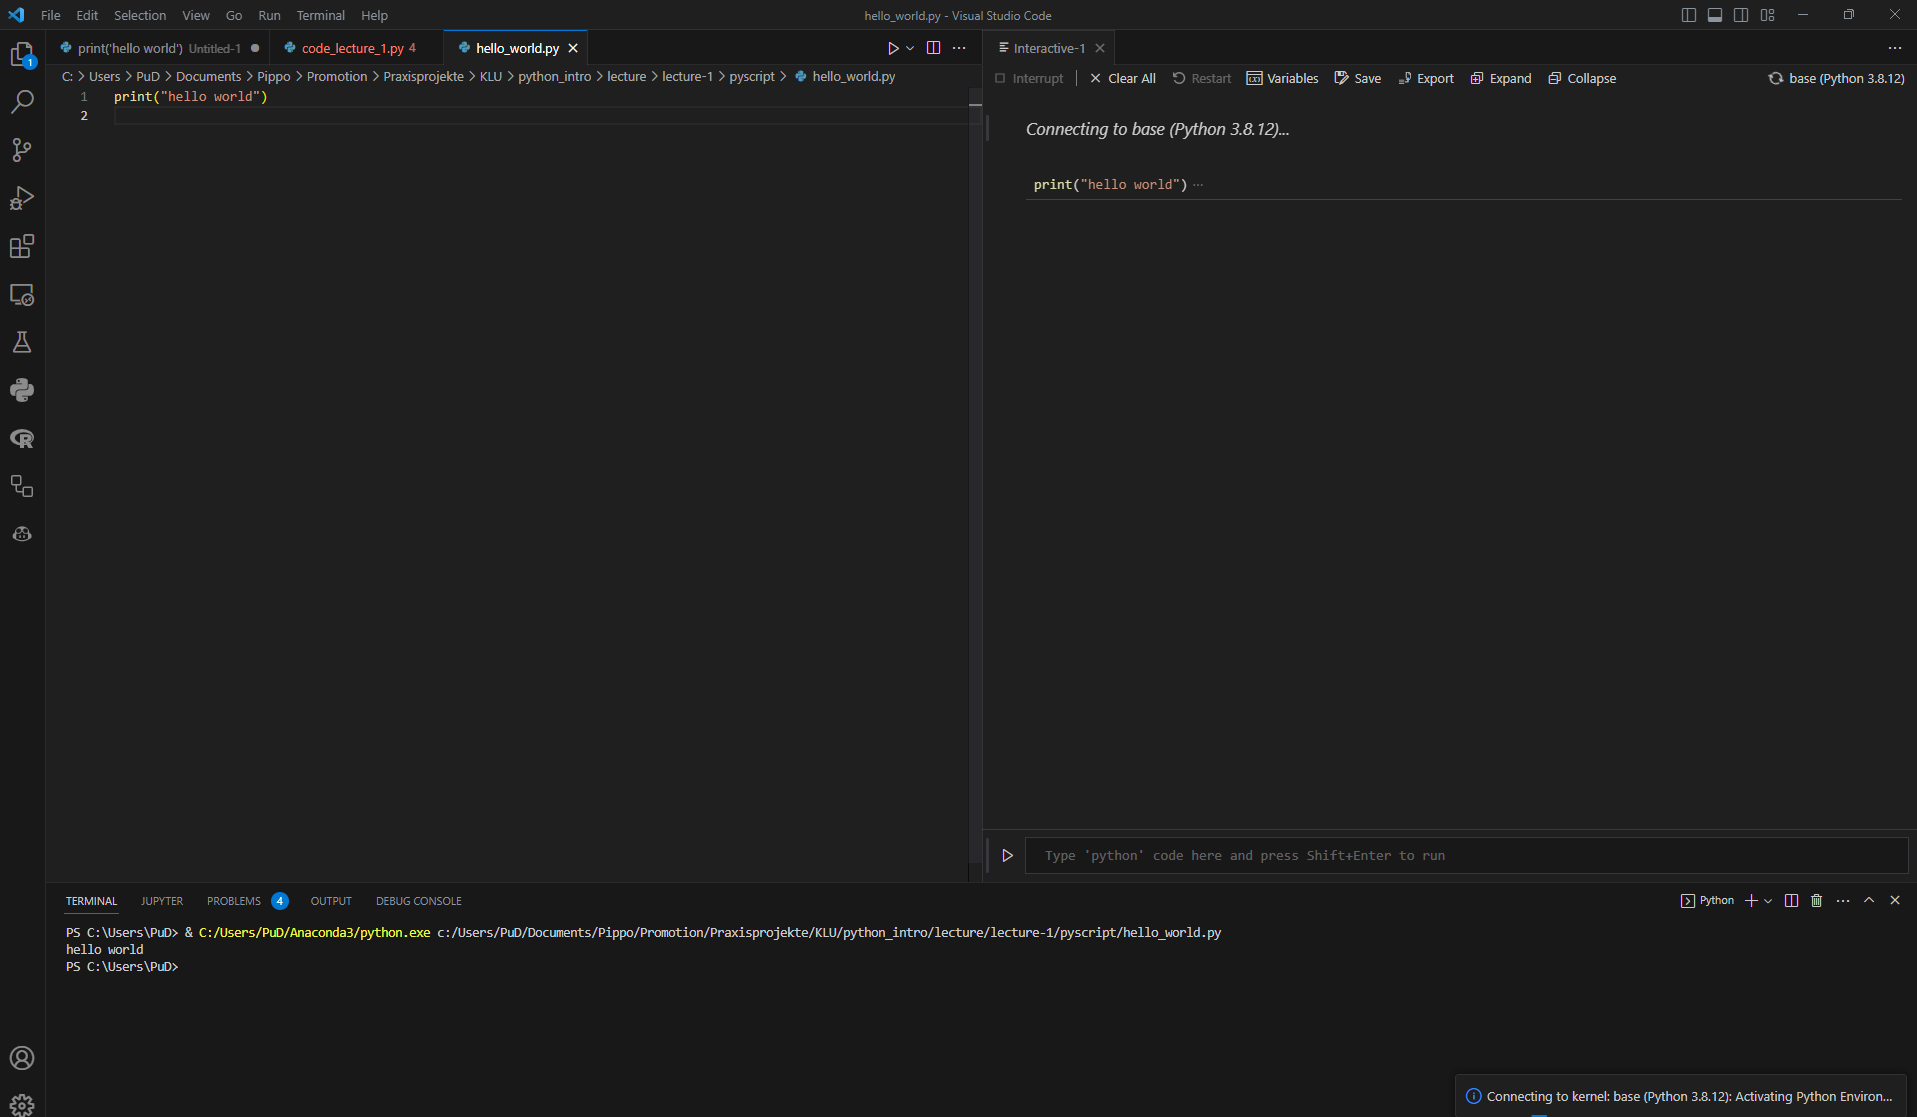 File Edit Selection View Go Run Terminal Help
hello_world.py - Visual Studio Code
1
print('hello world') Untitled-1
code_lecture_1.py 4
hello_world.py
C: > Users > PuD > Documents > Pippo > Promotion > Praxisprojekte > KLU > python_intro > lecture > lecture-1 > pyscript > hello_world.py
1 print("hello world")
2
Interactive-1
Interrupt | Clear All Restart Variables Save Export Expand Collapse
base (Python 3.8.12)
Connecting to base (Python 3.8.12)...
print("hello world") ...
Type 'python' code here and press Shift+Enter to run
TERMINAL JUPYTER PROBLEMS 4 OUTPUT DEBUG CONSOLE
Python
PS C:\Users\PuD> & C:/Users/PuD/Anaconda3/python.exe c:/Users/PuD/Documents/Pippo/Promotion/Praxisprojekte/KLU/python_intro/lecture/lecture-1/pyscript/hello_world.py
hello world
PS C:\Users\PuD>
Connecting to kernel: base (Python 3.8.12): Activating Python Environ...